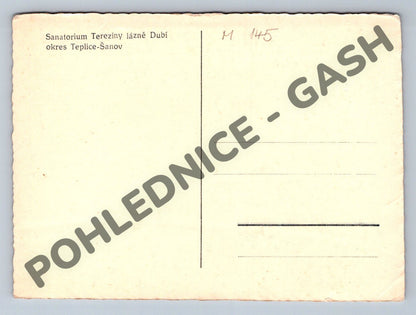 Sanatorium Tereziny lázně Dubí
okres Teplice-Šanov
M 145
POHLEDNICE - GASH